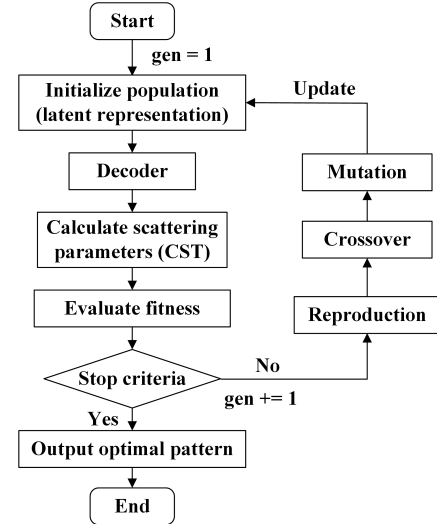 Start
gen = 1
Initialize population
(latent representation)
Decoder
Calculate scattering
parameters (CST)
Evaluate fitness
Stop criteria
Yes
Output optimal pattern
End
No
gen += 1
Reproduction
Crossover
Mutation
Update